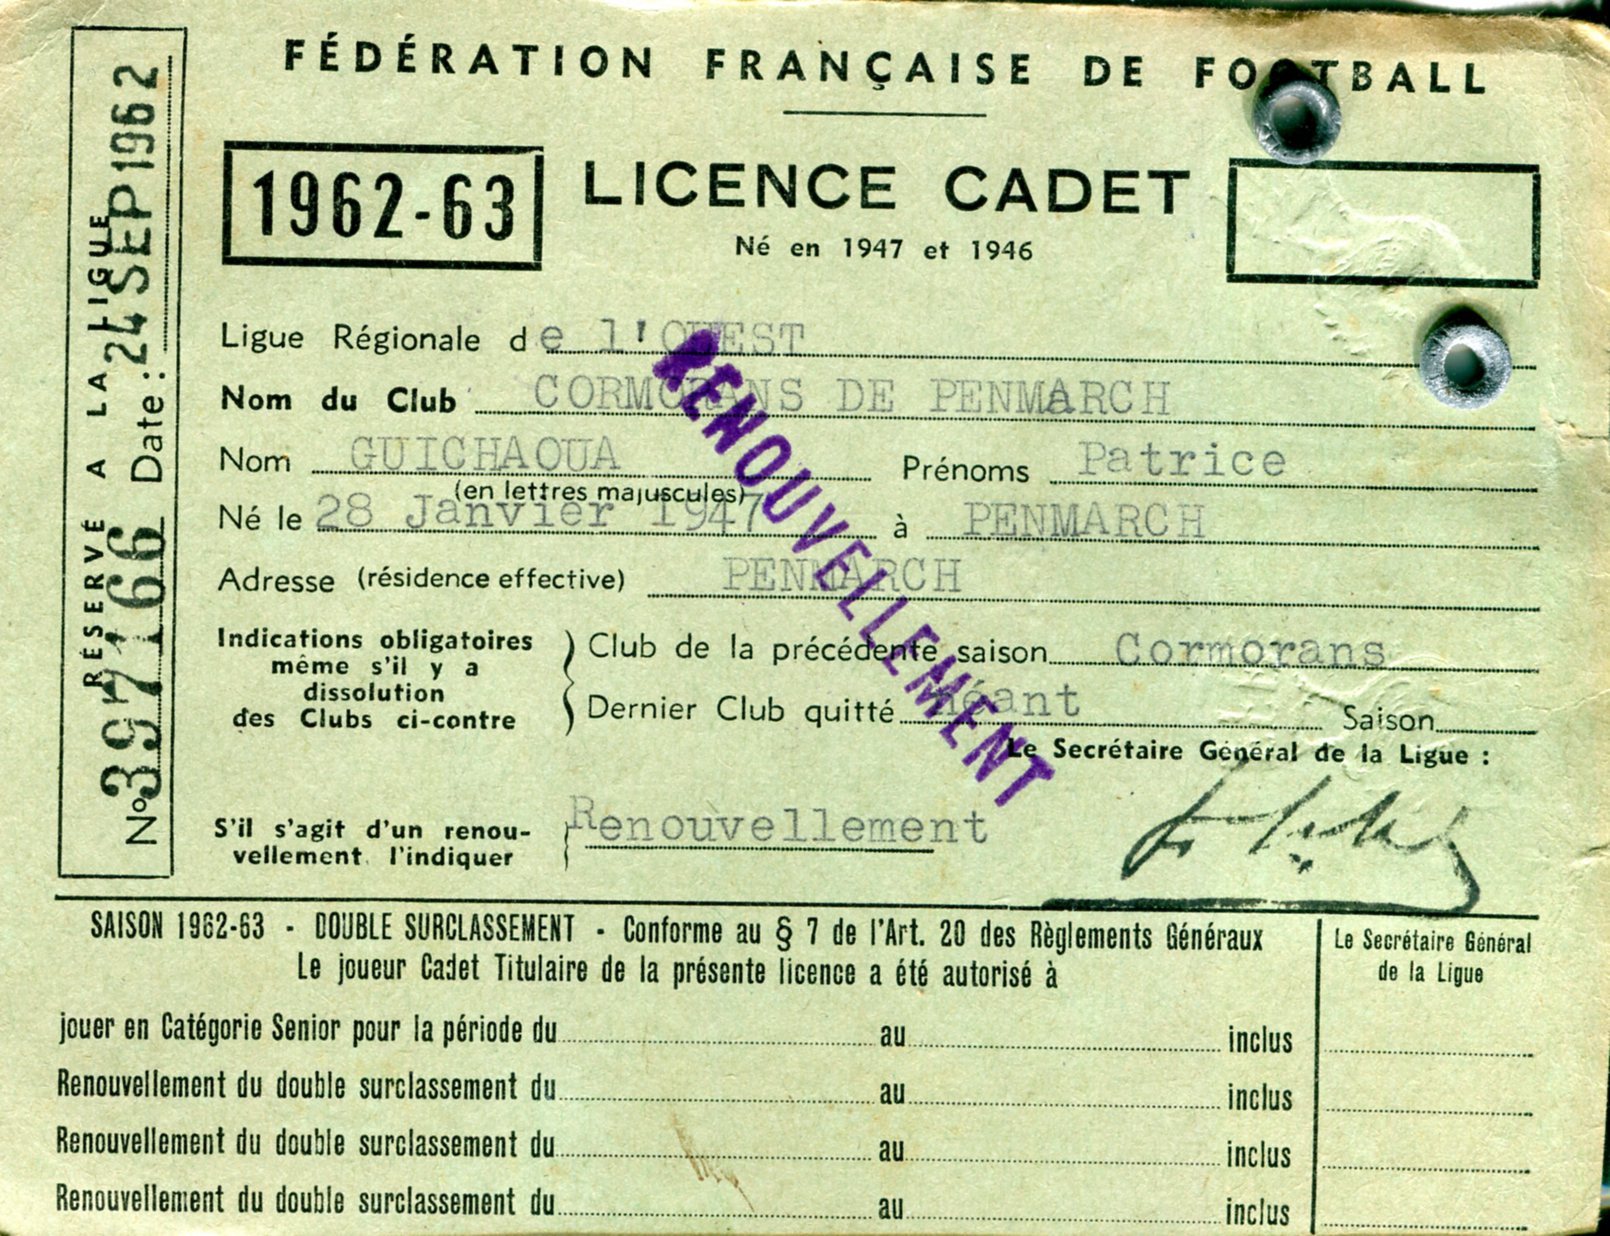 FÉDÉRATION FRANÇAISE DE FOOTBALL
1962-63
LICENCE CADET
Né en 1947 et 1946
RÉSERVÉ A LA LIGUE
N° 397166 Date : 24 SEP 1962
Ligue Régionale de l'OUEST
Nom du Club CORMORANS DE PENMARCH
Nom GUICHAOUA Prénoms Patrice
(en lettres majuscules)
Né le 28 Janvier 1947 à PENMARCH
Adresse (résidence effective) PENMARCH
RENOUVELLEMENT
Indications obligatoires
même s'il y a
dissolution
des Clubs ci-contre
Club de la précédente saison Cormorans
Dernier Club quitté néant Saison
Le Secrétaire Général de la Ligue :
S'il s'agit d'un renou-
vellement l'indiquer
Renouvellement
SAISON 1962-63 - DOUBLE SURCLASSEMENT - Conforme au § 7 de l'Art. 20 des Règlements Généraux
Le joueur Cadet Titulaire de la présente licence a été autorisé à
Le Secrétaire Général
de la Ligue
jouer en Catégorie Senior pour la période du au inclus
Renouvellement du double surclassement du au inclus
Renouvellement du double surclassement du au inclus
Renouvellement du double surclassement du au inclus